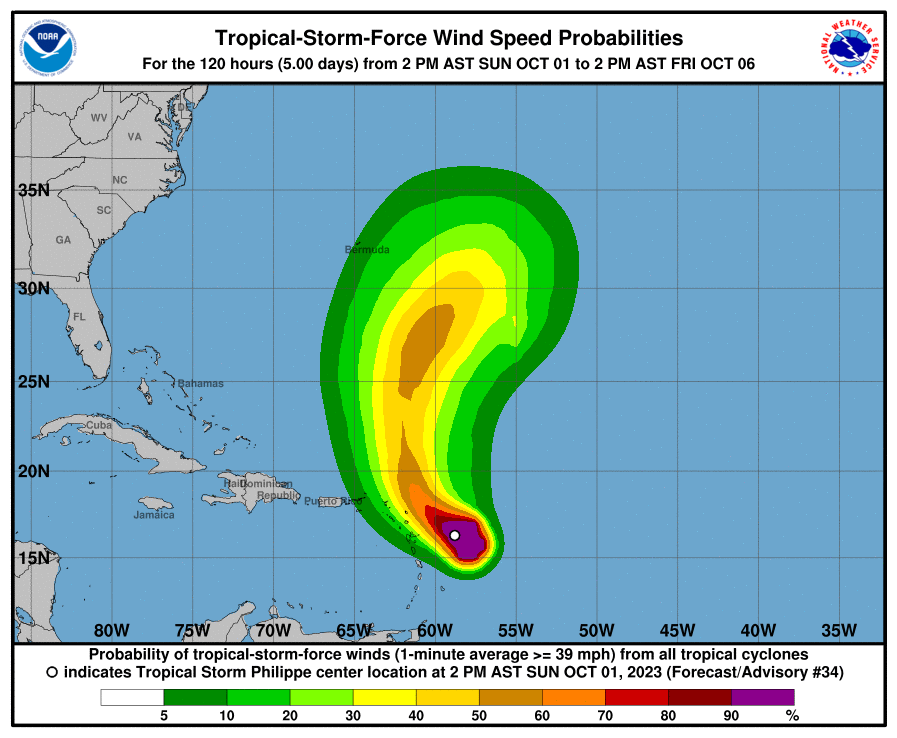 Tropical-Storm-Force Wind Speed Probabilities
For the 120 hours (5.00 days) from 2 PM AST SUN OCT 01 to 2 PM AST FRI OCT 06
NOAA
NATIONAL WEATHER SERVICE
WV
DE
VA
NC
35N
SC
GA
Bermuda
30N
FL
25N
Bahamas
Cuba
20N
Haiti
Dominican
Republic
Puerto Rico
Jamaica
15N
80W 75W 70W 65W 60W 55W 50W 45W 40W 35W
Probability of tropical-storm-force winds (1-minute average >= 39 mph) from all tropical cyclones
indicates Tropical Storm Philippe center location at 2 PM AST SUN OCT 01, 2023 (Forecast/Advisory #34)
5 10 20 30 40 50 60 70 80 90 %